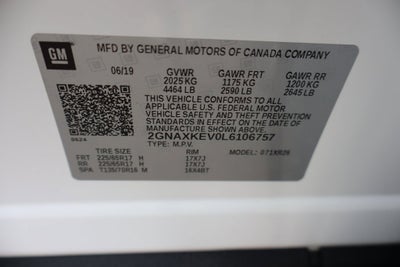 GM
MFD BY GENERAL MOTORS OF CANADA COMPANY
06/19 GVWR GAWR FRT GAWR RR
2025 KG 1175 KG 1200 KG
4464 LB 2590 LB 2645 LB
THIS VEHICLE CONFORMS TO ALL
APPLICABLE U.S. FEDERAL MOTOR
VEHICLE SAFETY AND THEFT PREVENTION
STANDARDS IN EFFECT ON THE DATE OF
MANUFACTURE SHOWN ABOVE.
2GNAXKEV0L6106757
TYPE: M.P.V. MODEL:
TIRE SIZE RIM
FRT 225/65R17 H 17X7J
RR 225/65R17 H 17X7J
SPA T135/70R16 M 16X4BT